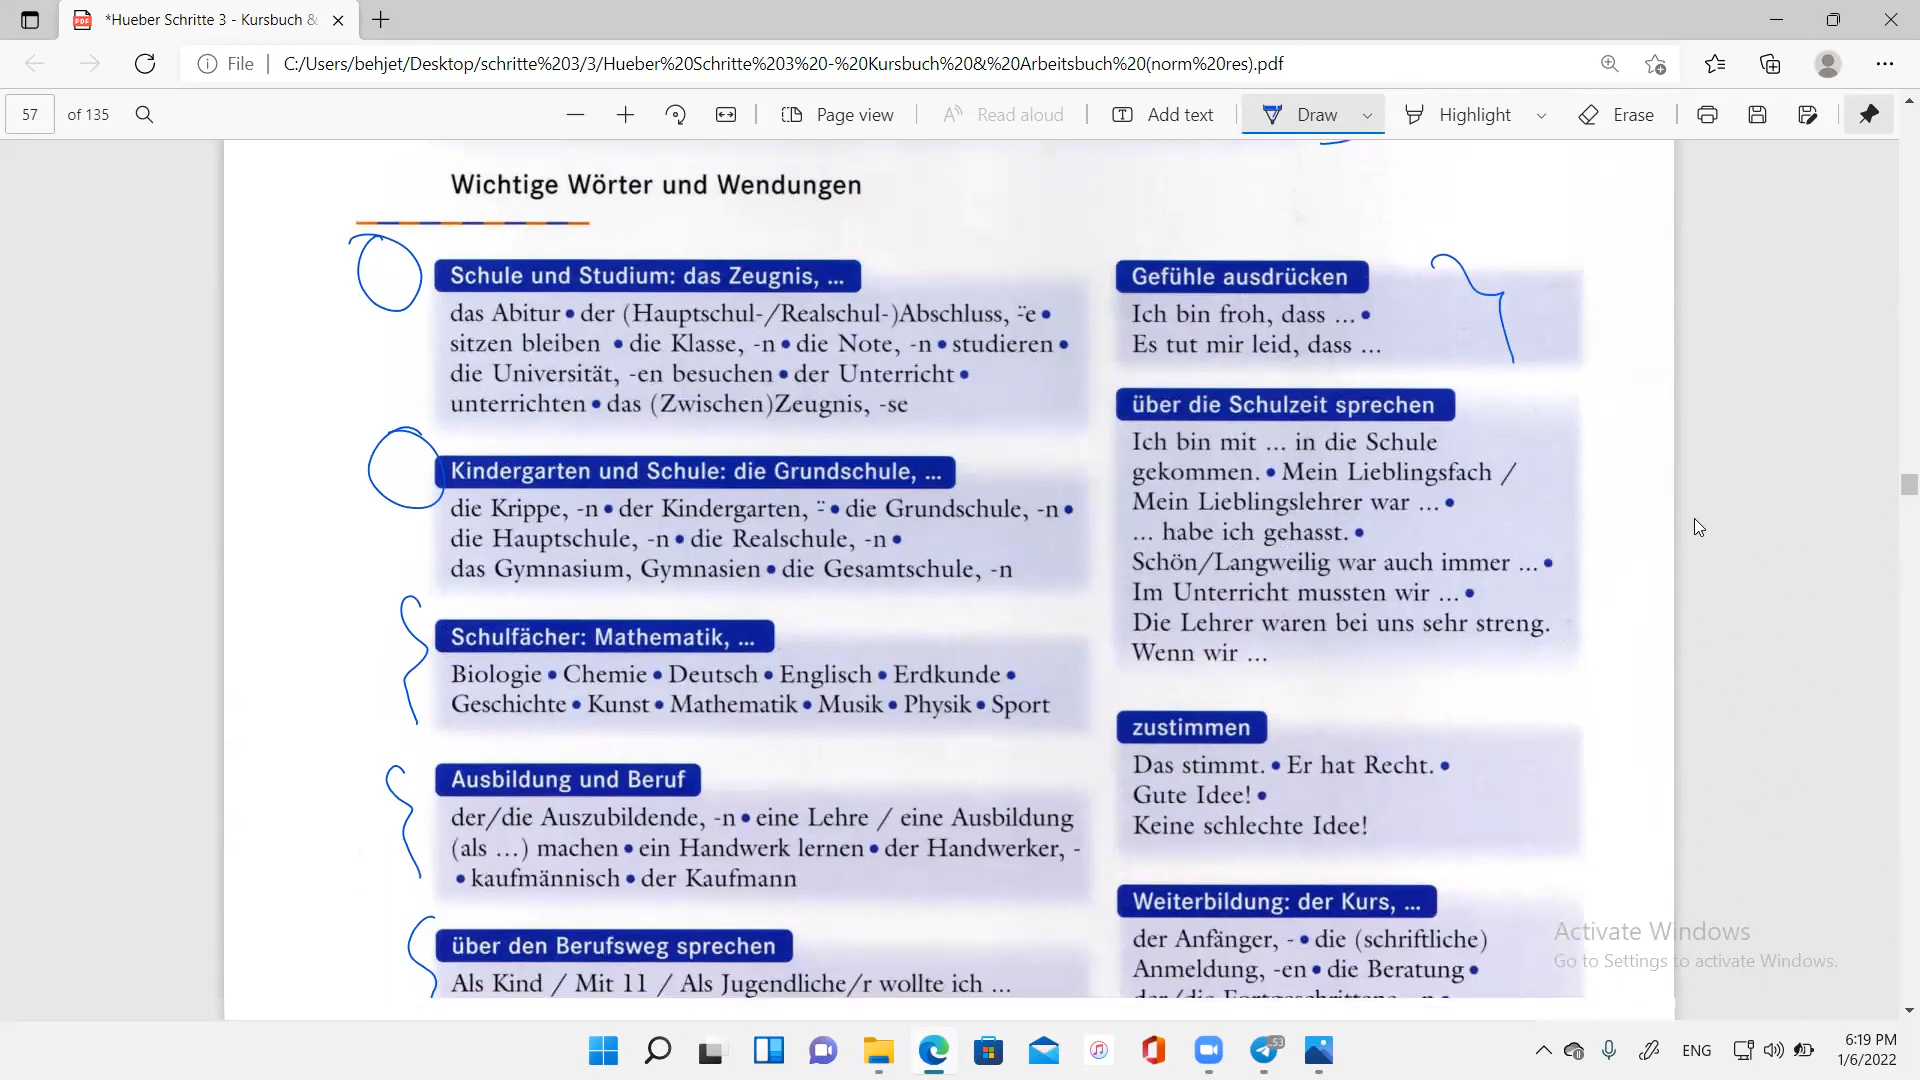 *Hueber Schritte 3 - Kursbuch &
File
C:/Users/behjet/Desktop/schritte%203/3/Hueber%20Schritte%203%20-%20Kursbuch%20&%20Arbeitsbuch%20(norm%20res).pdf
57 of 135
Page view
Read aloud
Add text
Draw
Highlight
Erase
Wichtige Wörter und Wendungen
Schule und Studium: das Zeugnis, ...
das Abitur • der (Hauptschul-/Realschul-)Abschluss, ¨-e •
sitzen bleiben • die Klasse, -n • die Note, -n • studieren •
die Universität, -en besuchen • der Unterricht •
unterrichten • das (Zwischen)Zeugnis, -se
Kindergarten und Schule: die Grundschule, ...
die Krippe, -n • der Kindergarten, ¨- • die Grundschule, -n •
die Hauptschule, -n • die Realschule, -n •
das Gymnasium, Gymnasien • die Gesamtschule, -n
Schulfächer: Mathematik, ...
Biologie • Chemie • Deutsch • Englisch • Erdkunde •
Geschichte • Kunst • Mathematik • Musik • Physik • Sport
Ausbildung und Beruf
der/die Auszubildende, -n • eine Lehre / eine Ausbildung
(als ...) machen • ein Handwerk lernen • der Handwerker, -
• kaufmännisch • der Kaufmann
über den Berufsweg sprechen
Als Kind / Mit 11 / Als Jugendliche/r wollte ich ...
Gefühle ausdrücken
Ich bin froh, dass ... •
Es tut mir leid, dass ...
über die Schulzeit sprechen
Ich bin mit ... in die Schule
gekommen. • Mein Lieblingsfach /
Mein Lieblingslehrer war ... •
... habe ich gehasst. •
Schön/Langweilig war auch immer ... •
Im Unterricht mussten wir ... •
Die Lehrer waren bei uns sehr streng.
Wenn wir ...
zustimmen
Das stimmt. • Er hat Recht. •
Gute Idee! •
Keine schlechte Idee!
Weiterbildung: der Kurs, ...
der Anfänger, - • die (schriftliche)
Anmeldung, -en • die Beratung •
der/die Fortgeschrittene, -n •
Activate Windows
Go to Settings to activate Windows.
53
ENG
6:19 PM
1/6/2022